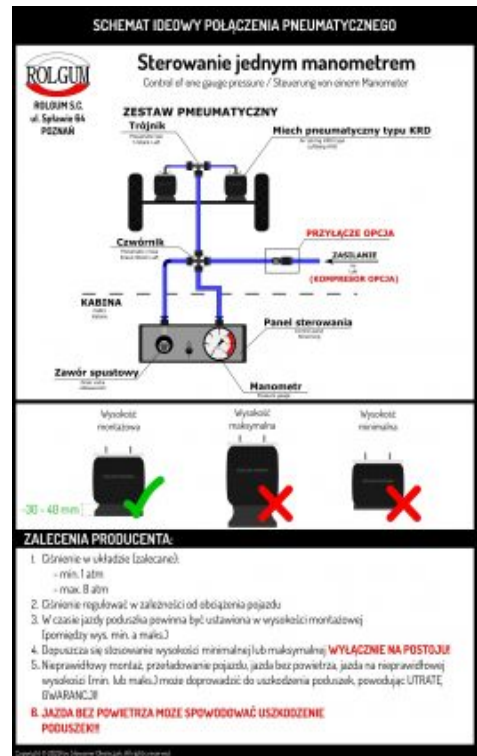 SCHEMAT IDEOWY POŁĄCZENIA PNEUMATYCZNEGO
ROLGUM
ROLGUM S.C.
ul. Spławie 64
POZNAŃ
Sterowanie jednym manometrem
Control of one gauge pressure / Steuerung von einem Manometer
ZESTAW PMEUMATYCZNY
Trójnik
Miech pneumatyczny typu KRD
Czwórnik
PRZYŁĄCZE OPCJA
ZASILANIE
(KOMPRESOR OPCJA)
KABINA
Panel sterowania
Zawór spustowy
Manometr
Wysokość
montażowa
Wysokość
maksymalna
Wysokość
minimalna
~30 - 40 mm
ZALECENIA PRODUCENTA:
1. Ciśnienie w układzie (zalecane):
- min. 1 atm
- max. 8 atm
2. Ciśnienie regulować w zależności od obciążenia pojazdu
3. W czasie jazdy poduszka powinna być ustawiona w wysokości montażowej
(pomiędzy wys. min. a maks.)
4. Dopuszcza się stosowanie wysokości minimalnej lub maksymalnej WYŁĄCZNIE NA POSTOJU!
5. Nieprawidłowy montaż, przeładowanie pojazdu, jazda bez powietrza, jazda na nieprawidłowej
wysokości (min. lub maks.) może doprowadzić do uszkodzenia poduszek, powodując UTRATĘ
GWARANCJI!
6. JAZDA BEZ POWIETRZA MOŻE SPOWODOWAĆ USZKODZENIE
PODUSZEK!!!